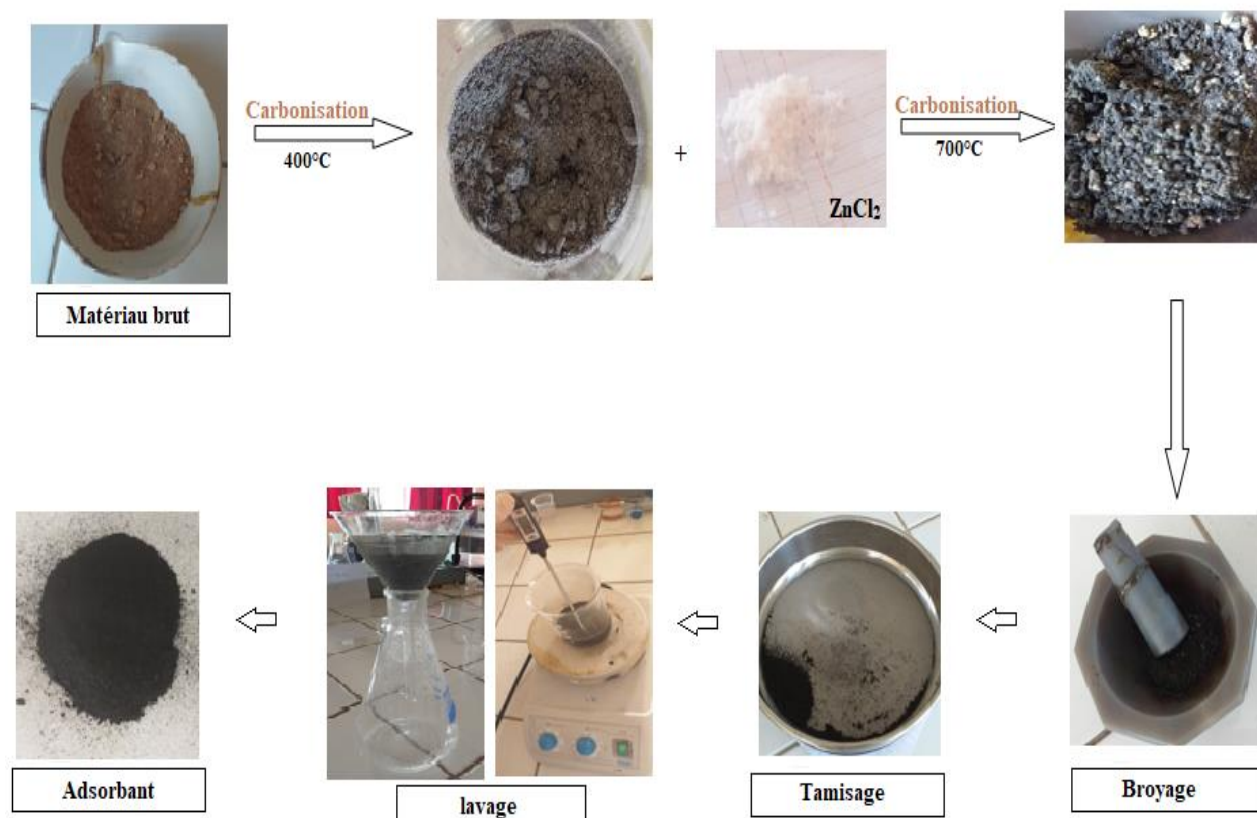 Carbonisation
400°C
+
ZnCl₂
Carbonisation
700°C
Matériau brut
Adsorbant
lavage
Tamisage
Broyage